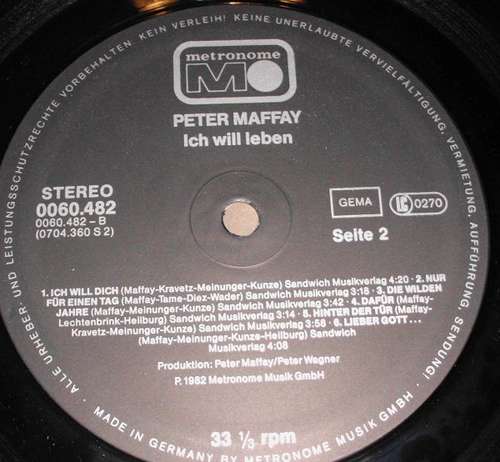 metronome
MO
PETER MAFFAY
Ich will leben
STEREO
0060.482
0060.482 – B
(0704.360 S 2)
GEMA
LC 0270
Seite 2
1. ICH WILL DICH (Maffay-Kravetz-Meinunger-Kunze) Sandwich Musikverlag 4:20 · 2. NUR
FÜR EINEN TAG (Maffay-Tame-Diez-Wader) Sandwich Musikverlag 3:18 · 3. DIE WILDEN
JAHRE (Maffay-Meinunger-Kunze) Sandwich Musikverlag 3:42 · 4. DAFÜR (Maffay-
Lechtenbrink-Heilburg) Sandwich Musikverlag 3:14 · 5. HINTER DER TÜR (Maffay-
Kravetz-Meinunger-Kunze) Sandwich Musikverlag 3:58 · 6. LIEBER GOTT...
(Maffay-Meinunger-Kunze-Heilburg) Sandwich
Musikverlag 4:08
Produktion: Peter Maffay/Peter Wagner
P. 1982 Metronome Musik GmbH
33 1/3 rpm
ALLE URHEBER- UND LEISTUNGSSCHUTZRECHTE VORBEHALTEN KEIN VERLEIH! KEINE UNERLAUBTE VERVIELFÄLTIGUNG, VERMIETUNG, AUFFÜHRUNG, SENDUNG!
MADE IN GERMANY BY METRONOME MUSIK GMBH